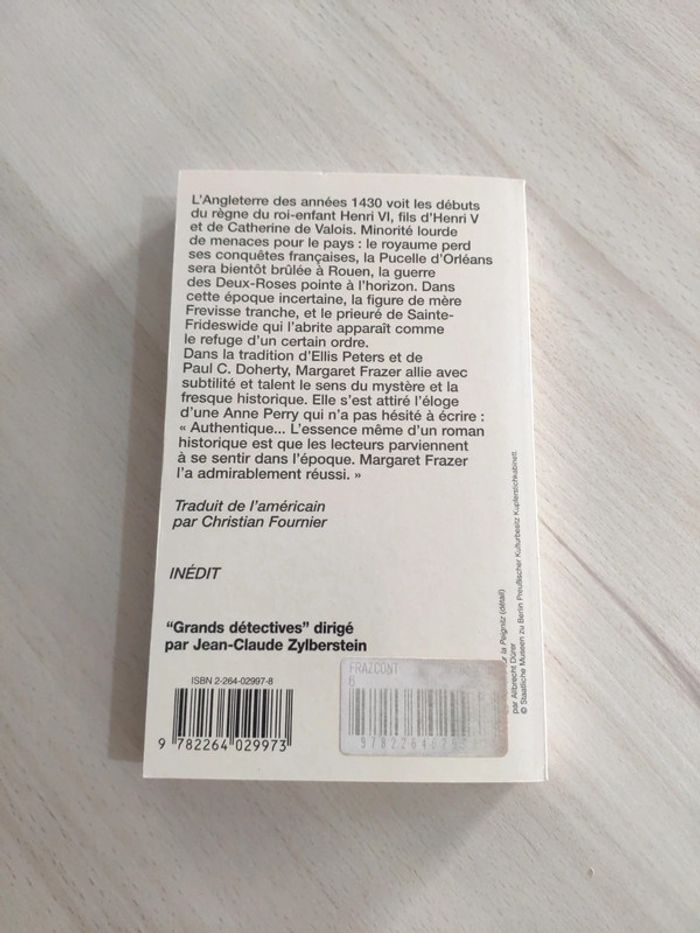 L'Angleterre des années 1430 voit les débuts
du règne du roi-enfant Henri VI, fils d'Henri V
et de Catherine de Valois. Minorité lourde
de menaces pour le pays : le royaume perd
ses conquêtes françaises, la Pucelle d'Orléans
sera bientôt brûlée à Rouen, la guerre
des Deux-Roses pointe à l'horizon. Dans
cette époque incertaine, la figure de mère
Frevisse tranche, et le prieuré de Sainte-
Frideswide qui l'abrite apparaît comme
le refuge d'un certain ordre.
Dans la tradition d'Ellis Peters et de
Paul C. Doherty, Margaret Frazer allie avec
subtilité et talent le sens du mystère et la
fresque historique. Elle s'est attiré l'éloge
d'une Anne Perry qui n'a pas hésité à écrire :
« Authentique... L'essence même d'un roman
historique est que les lecteurs parviennent
à se sentir dans l'époque. Margaret Frazer
l'a admirablement réussi. »
Traduit de l'américain
par Christian Fournier
INÉDIT
"Grands détectives" dirigé
par Jean-Claude Zylberstein
ISBN 2-264-02997-8
9 782264 029973
FRAZCONT
6
la Pegnitz (détail)
par Albrecht Dürer
© Staatliche Museen zu Berlin Preußischer Kulturbesitz Kupferstichkabinett.